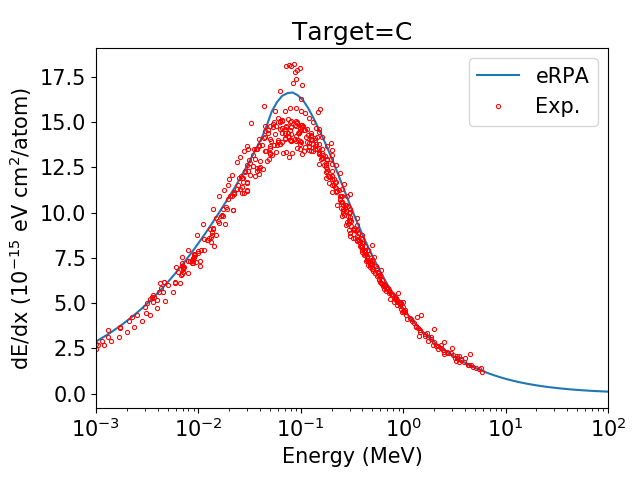 Target=C
eRPA
Exp.
dE/dx (10⁻¹⁵ eV cm²/atom)
17.5
15.0
12.5
10.0
7.5
5.0
2.5
0.0
10⁻³ 10⁻² 10⁻¹ 10⁰ 10¹ 10²
Energy (MeV)